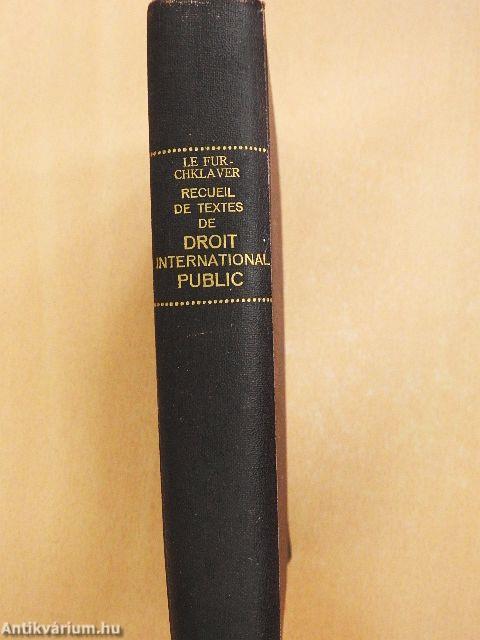 LE FUR-
CHKLAVER
RECUEIL
DE TEXTES
DE
DROIT
INTERNATIONAL
PUBLIC
Antikvárium.hu